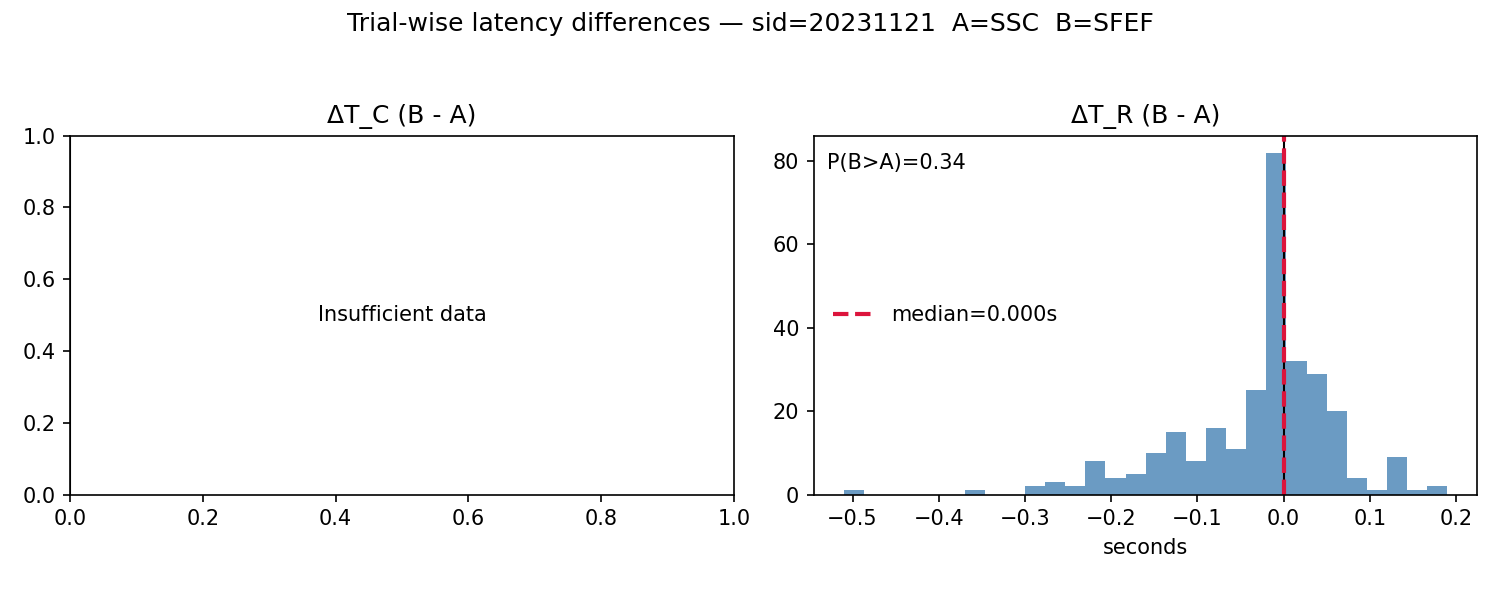 Trial-wise latency differences — sid=20231121  A=SSC  B=SFEF
ΔT_C (B - A)
1.0
0.8
0.6
0.4
0.2
0.0
Insufficient data
0.0 0.2 0.4 0.6 0.8 1.0
ΔT_R (B - A)
80
60
40
20
0
P(B>A)=0.34
median=0.000s
−0.5 −0.4 −0.3 −0.2 −0.1 0.0 0.1 0.2
seconds